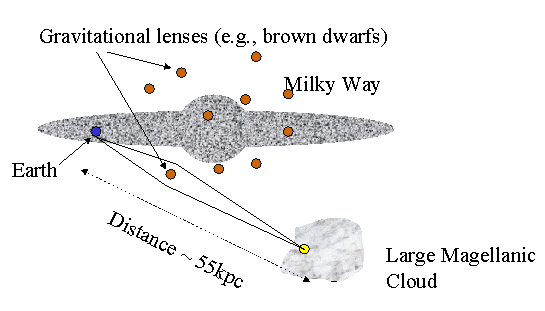 Gravitational lenses (e.g., brown dwarfs)
Milky Way
Earth
Distance ~ 55kpc
Large Magellanic
Cloud